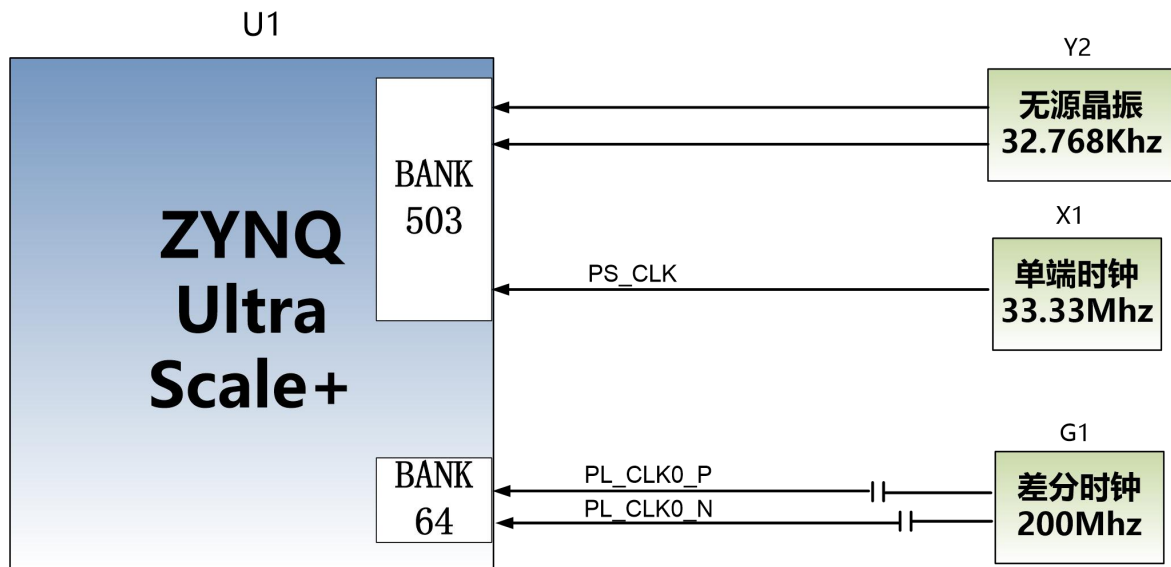 U1
Y2
无源晶振
32.768Khz
BANK
503
X1
ZYNQ
Ultra
Scale+
PS_CLK
单端时钟
33.33Mhz
G1
BANK
64
PL_CLK0_P
PL_CLK0_N
差分时钟
200Mhz